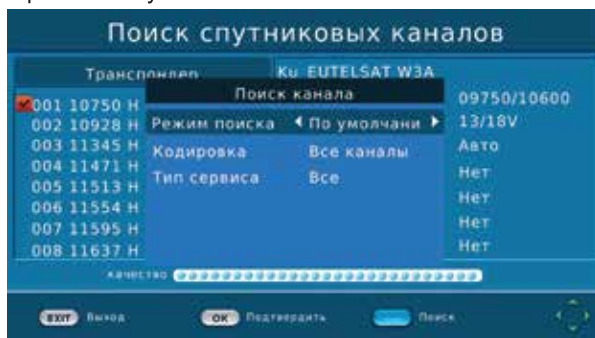 Поиск спутниковых каналов
Транспондер
Ku EUTELSAT W3A
Поиск канала
001 10750 H
002 10928 H
003 11345 H
004 11471 H
005 11513 H
006 11554 H
007 11595 H
008 11637 H
Режим поиска По умолчани
Кодировка Все каналы
Тип сервиса Все
09750/10600
13/18V
Авто
Нет
Нет
Нет
Нет
качество
EXIT Выход
OK Подтвердить
Поиск